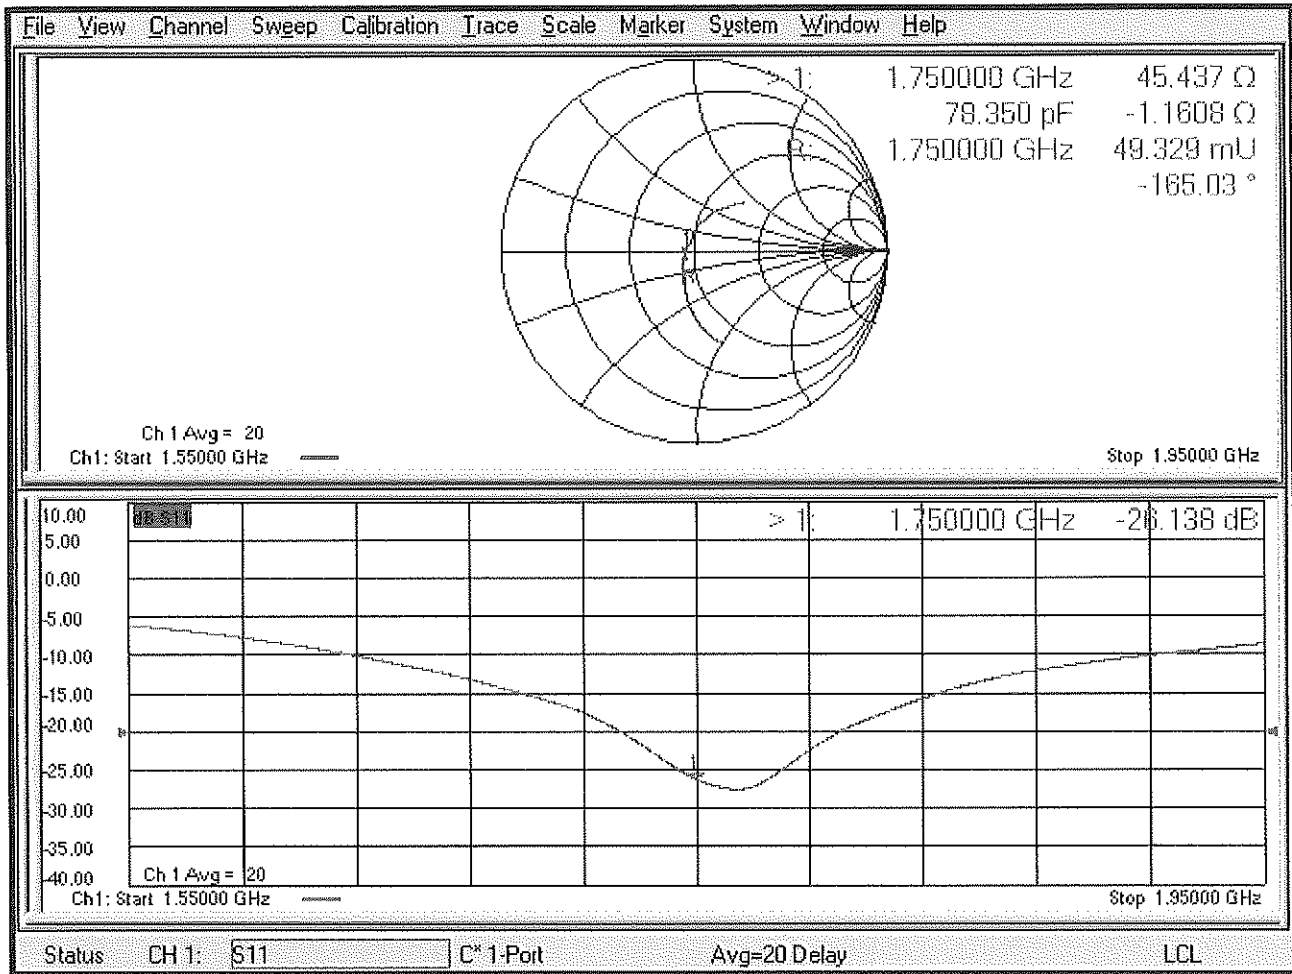 File View Channel Sweep Calibration Trace Scale Marker System Window Help
> 1: 1.750000 GHz 45.437 Ω
78.350 pF -1.1608 Ω
R: 1.750000 GHz 49.329 mU
-165.03 °
Ch 1 Avg = 20
Ch1: Start 1.55000 GHz Stop 1.95000 GHz
10.00 dB S11 > 1: 1.750000 GHz -26.138 dB
5.00
0.00
-5.00
-10.00
-15.00
-20.00
-25.00
-30.00
-35.00
-40.00 Ch 1 Avg = 20
Ch1: Start 1.55000 GHz Stop 1.95000 GHz
Status CH 1: S11 C* 1-Port Avg=20 Delay LCL